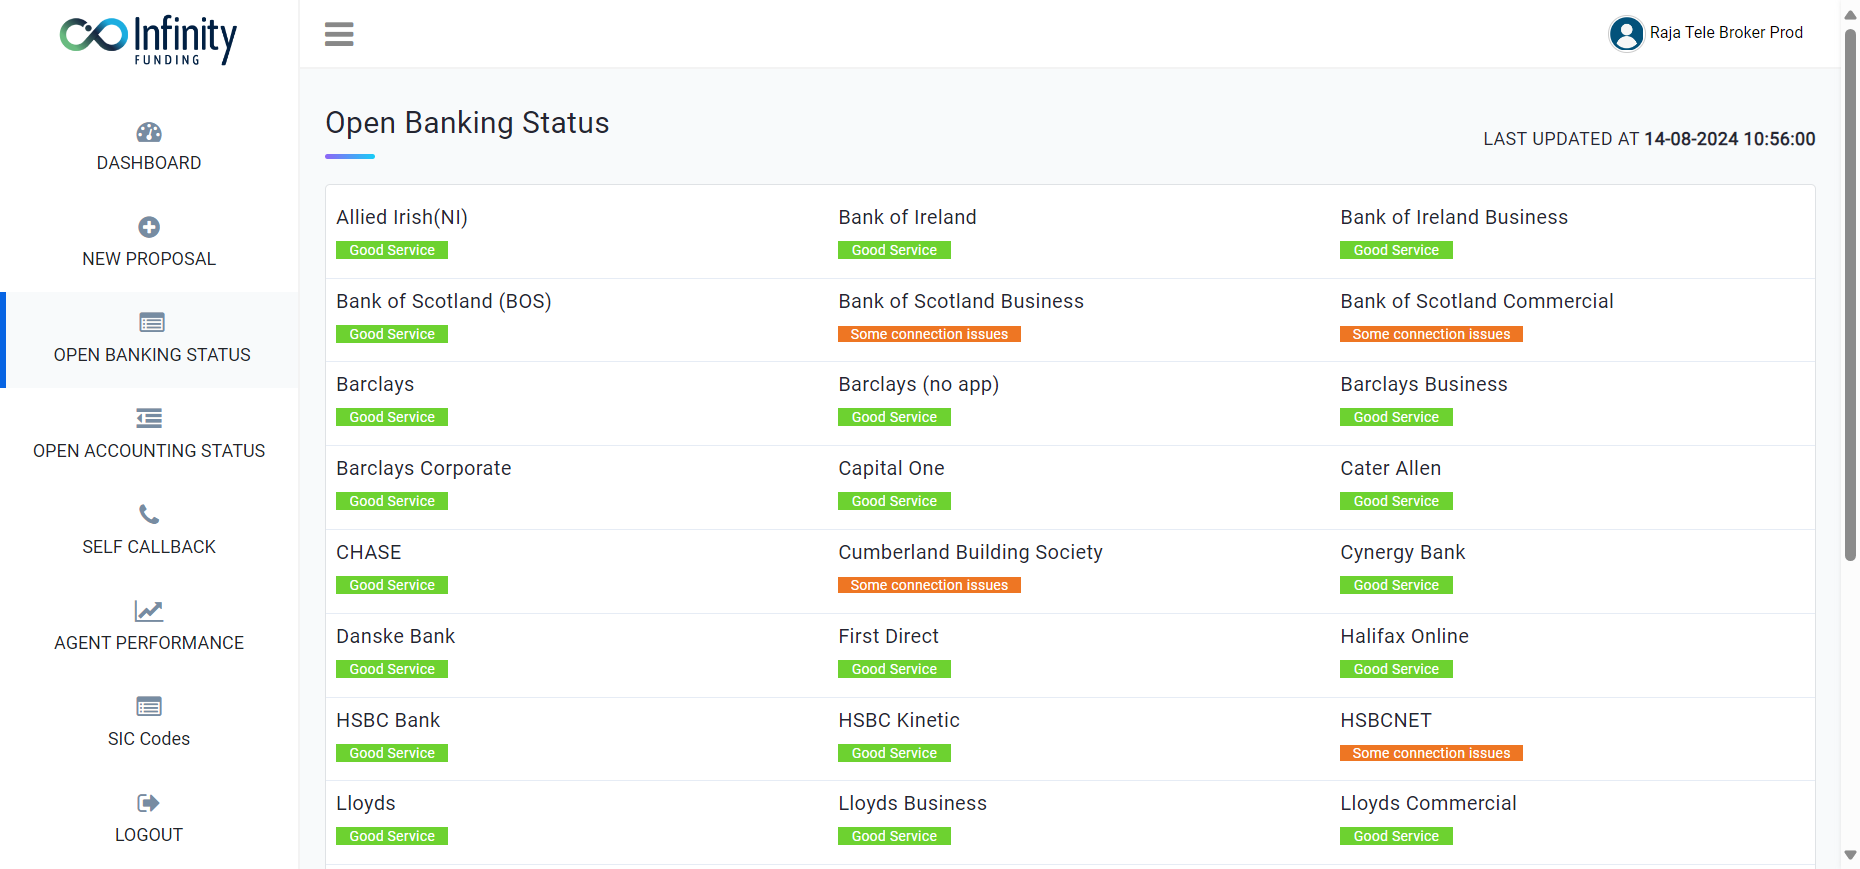 Infinity
FUNDING
Raja Tele Broker Prod
DASHBOARD
NEW PROPOSAL
OPEN BANKING STATUS
OPEN ACCOUNTING STATUS
SELF CALLBACK
AGENT PERFORMANCE
SIC Codes
LOGOUT
Open Banking Status
LAST UPDATED AT 14-08-2024 10:56:00
Allied Irish(NI)
Good Service
Bank of Ireland
Good Service
Bank of Ireland Business
Good Service
Bank of Scotland (BOS)
Good Service
Bank of Scotland Business
Some connection issues
Bank of Scotland Commercial
Some connection issues
Barclays
Good Service
Barclays (no app)
Good Service
Barclays Business
Good Service
Barclays Corporate
Good Service
Capital One
Good Service
Cater Allen
Good Service
CHASE
Good Service
Cumberland Building Society
Some connection issues
Cynergy Bank
Good Service
Danske Bank
Good Service
First Direct
Good Service
Halifax Online
Good Service
HSBC Bank
Good Service
HSBC Kinetic
Good Service
HSBCNET
Some connection issues
Lloyds
Good Service
Lloyds Business
Good Service
Lloyds Commercial
Good Service